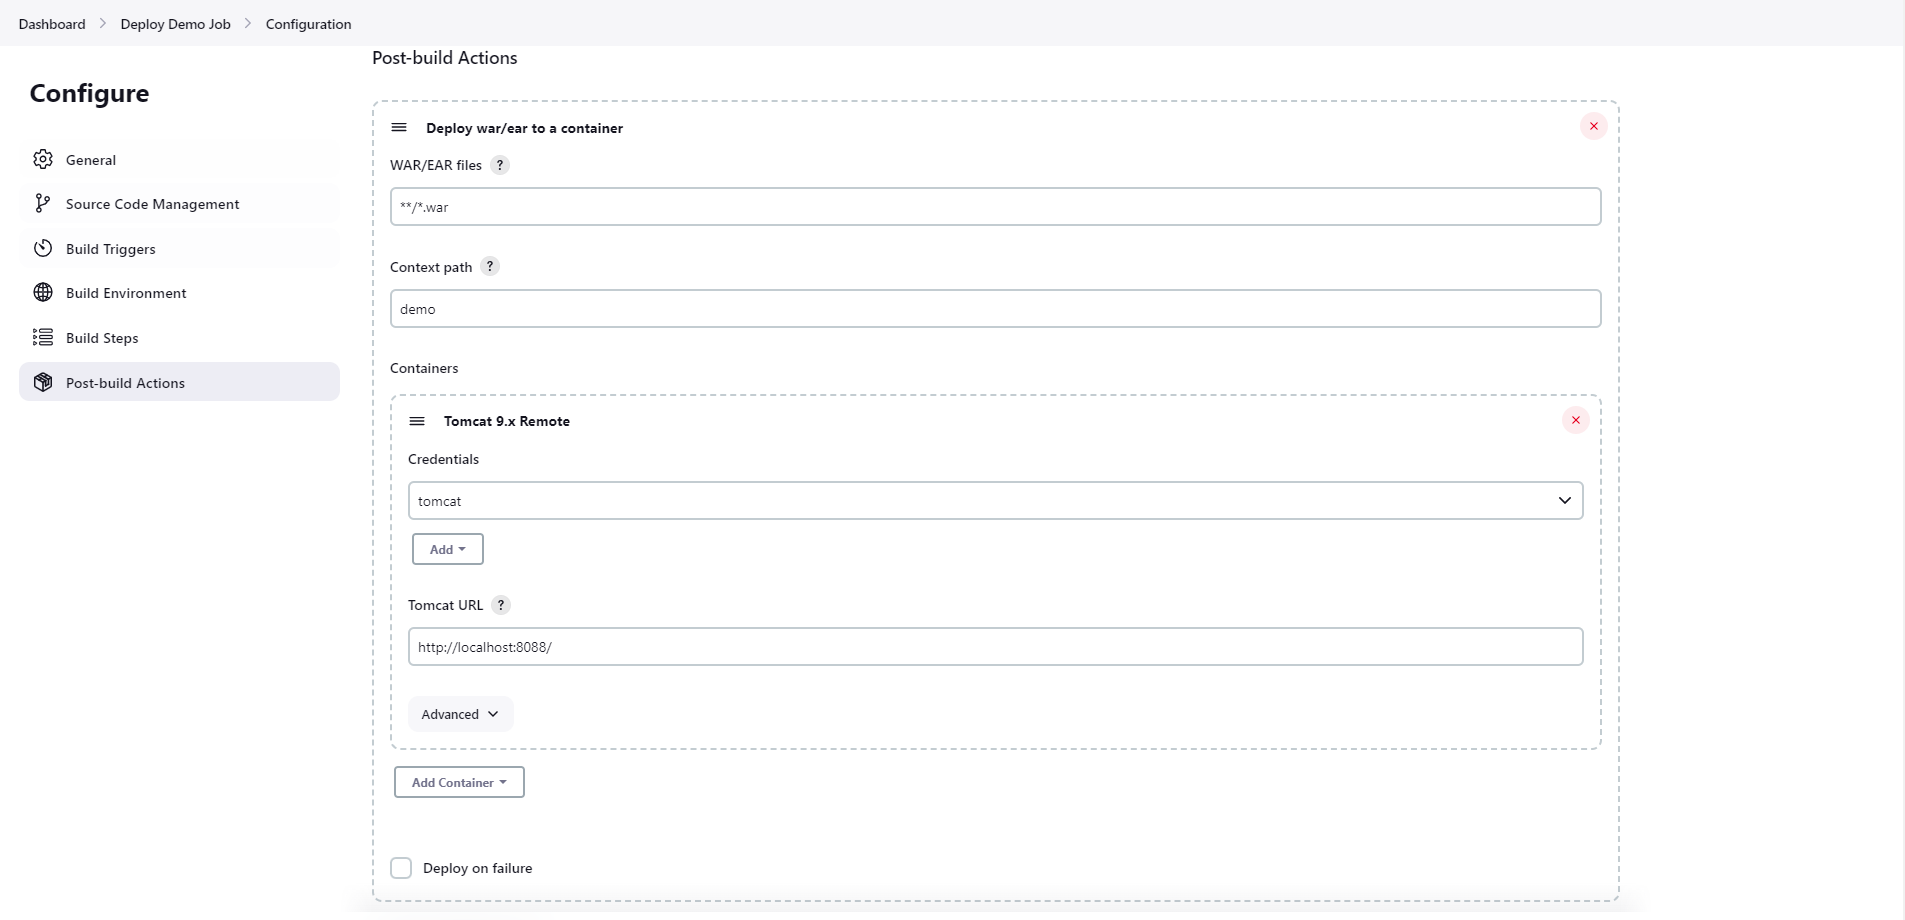 Dashboard > Deploy Demo Job > Configuration
Configure
General
Source Code Management
Build Triggers
Build Environment
Build Steps
Post-build Actions
Post-build Actions
Deploy war/ear to a container
WAR/EAR files ?
**/*.war
Context path ?
demo
Containers
Tomcat 9.x Remote
Credentials
tomcat
Add
Tomcat URL ?
http://localhost:8088/
Advanced
Add Container
Deploy on failure